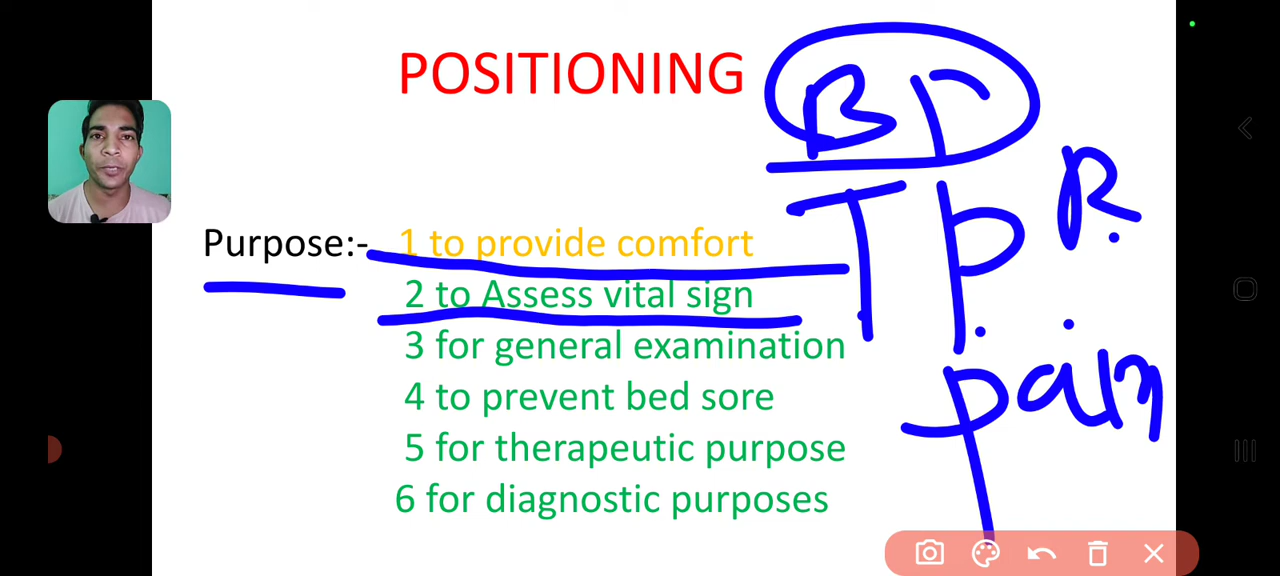 POSITIONING
BP
T. P. R.
Purpose:- 1 to provide comfort
2 to Assess vital sign
3 for general examination
pain
4 to prevent bed sore
5 for therapeutic purpose
6 for diagnostic purposes